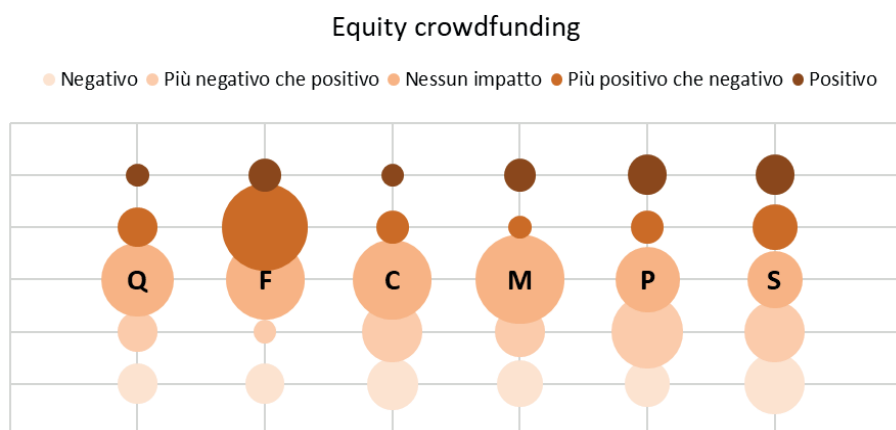 Equity crowdfunding
Negativo Più negativo che positivo Nessun impatto Più positivo che negativo Positivo
Q F C M P S